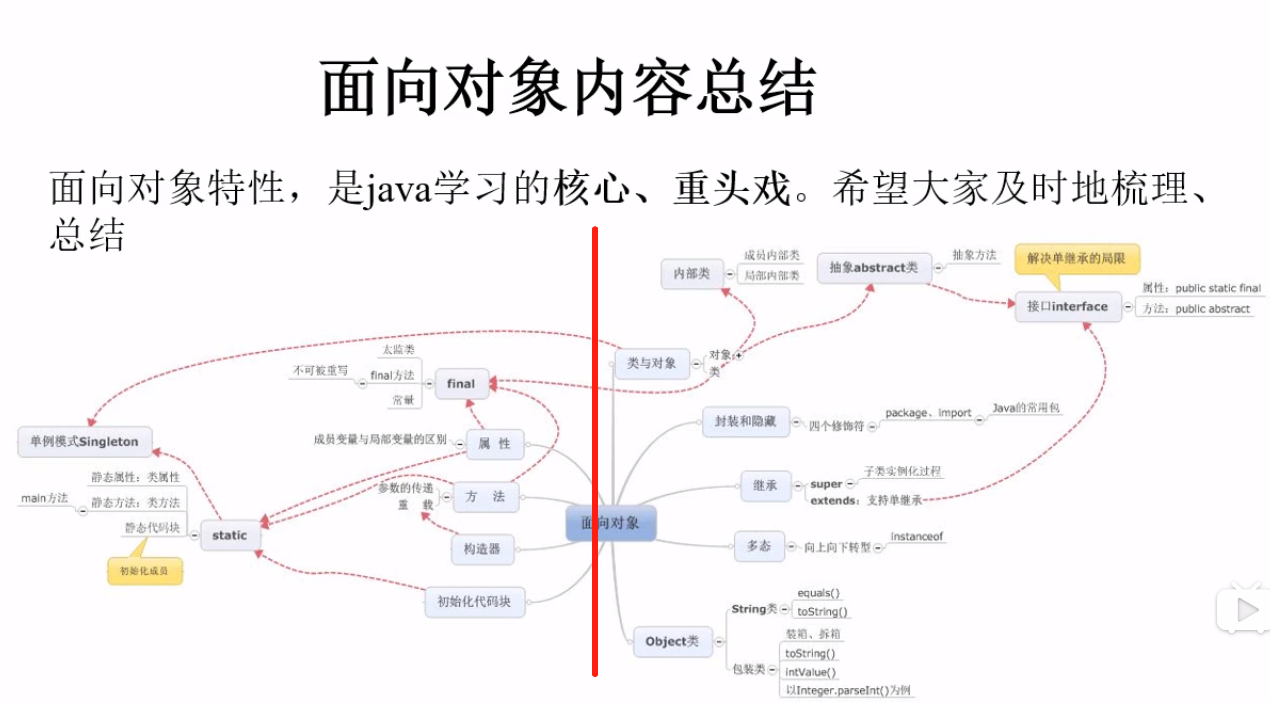 面向对象内容总结
面向对象特性，是java学习的核心、重头戏。希望大家及时地梳理、
总结
太监类
不可被重写
final方法
常量
final
单例模式Singleton
成员变量与局部变量的区别
属 性
静态属性：类属性
main方法
静态方法：类方法
静态代码块
初始化成员
static
参数的传递
重 载
方 法
构造器
初始化代码块
面向对象
内部类
成员内部类
局部内部类
抽象abstract类
抽象方法
解决单继承的局限
接口interface
属性：public static final
方法：public abstract
类与对象
对象
类
封装和隐藏
四个修饰符
package、import
Java的常用包
继承
super
子类实例化过程
extends：支持单继承
多态
向上向下转型
instanceof
Object类
String类
equals()
toString()
包装类
装箱、拆箱
toString()
intValue()
以Integer.parseInt()为例